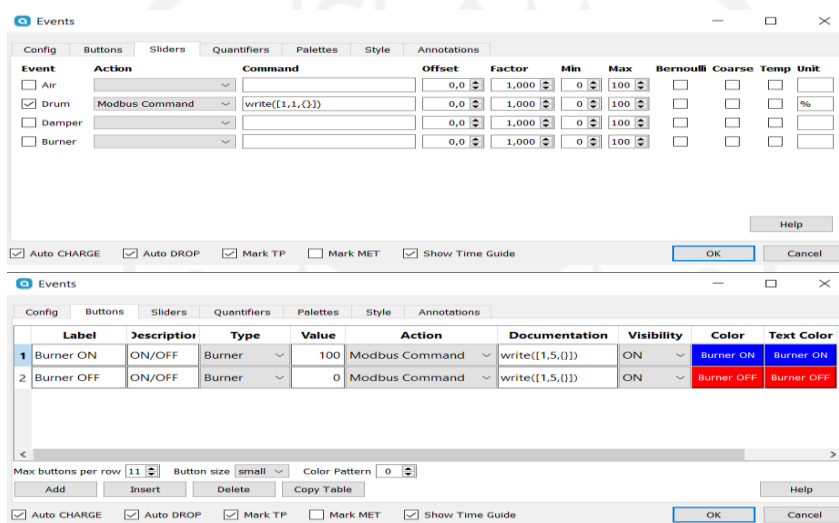 Events
Config Buttons Sliders Quantifiers Palettes Style Annotations
Event Action Command Offset Factor Min Max Bernoulli Coarse Temp Unit
Air 0,0 1,000 0 100
Drum Modbus Command write([1,1,{}]) 0,0 1,000 0 100 %
Damper 0,0 1,000 0 100
Burner 0,0 1,000 0 100
Help
Auto CHARGE Auto DROP Mark TP Mark MET Show Time Guide OK Cancel
Events
Config Buttons Sliders Quantifiers Palettes Style Annotations
Label Description Type Value Action Documentation Visibility Color Text Color
1 Burner ON ON/OFF Burner 100 Modbus Command write([1,5,{}]) ON Burner ON Burner ON
2 Burner OFF ON/OFF Burner 0 Modbus Command write([1,5,{}]) ON Burner OFF Burner OFF
Max buttons per row 11 Button size small Color Pattern 0
Add Insert Delete Copy Table Help
Auto CHARGE Auto DROP Mark TP Mark MET Show Time Guide OK Cancel